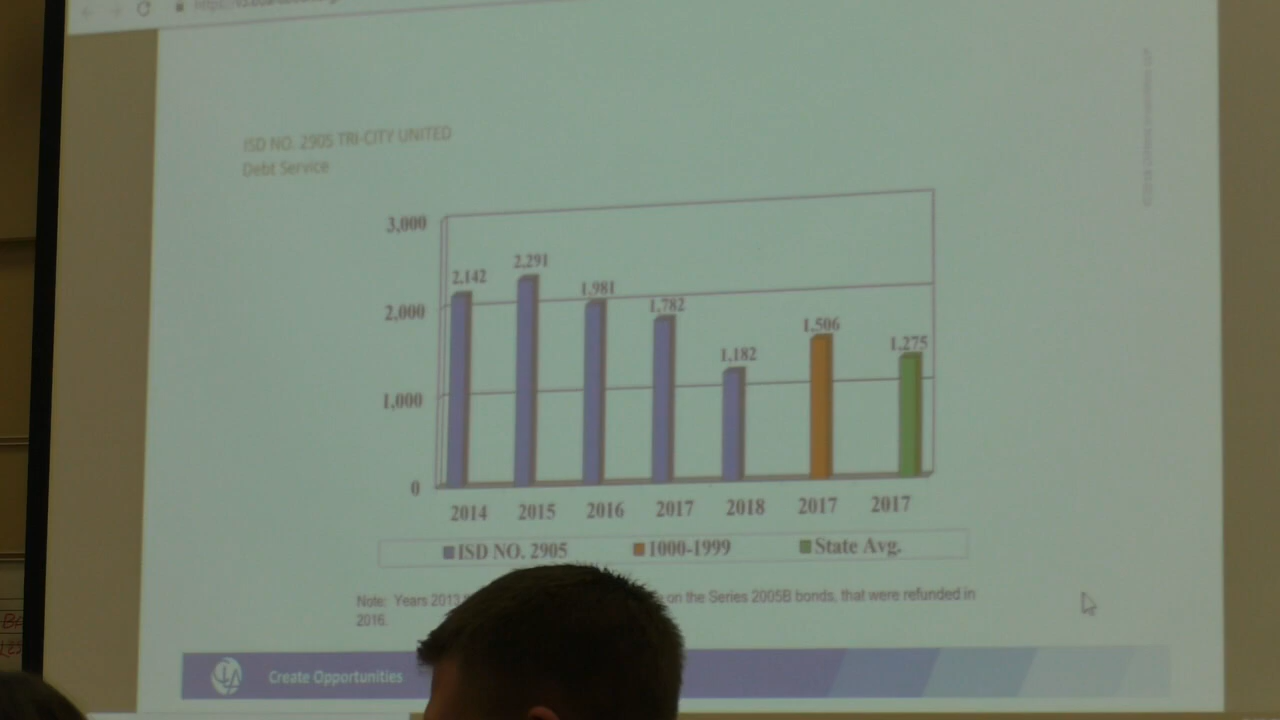 ISD NO. 2905 TRI-CITY UNITED
Debt Service
3,000
2,000
1,000
0
2,142
2,291
1,981
1,782
1,182
1,506
1,275
2014 2015 2016 2017 2018 2017 2017
ISD NO. 2905 1000-1999 State Avg.
Note: Years 2013 on the Series 2005B bonds, that were refunded in
2016.
Create Opportunities